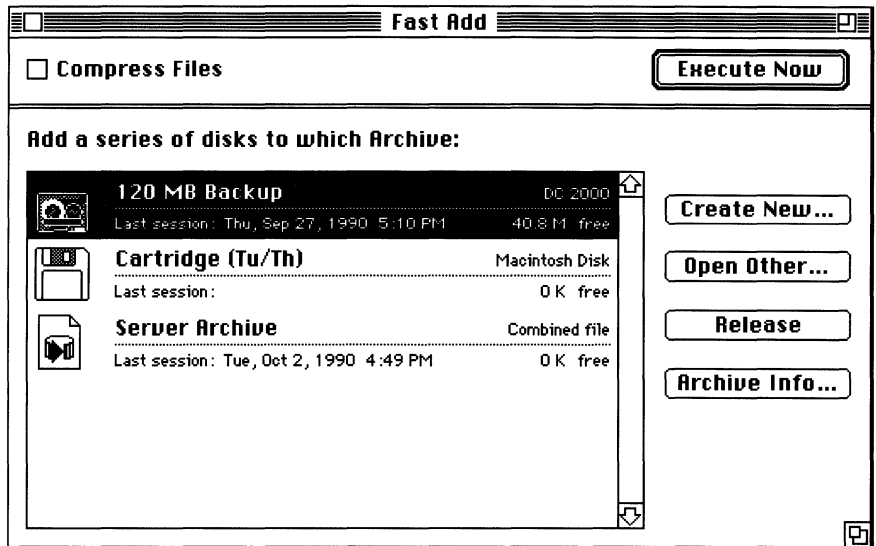 Fast Add
Compress Files
Execute Now
Add a series of disks to which Archive:
120 MB Backup DC 2000
Last session: Thu, Sep 27, 1990 5:10 PM 40.8 M free
Create New...
Cartridge (Tu/Th) Macintosh Disk
Last session: 0 K free
Open Other...
Server Archive Combined file
Last session: Tue, Oct 2, 1990 4:49 PM 0 K free
Release
Archive Info...